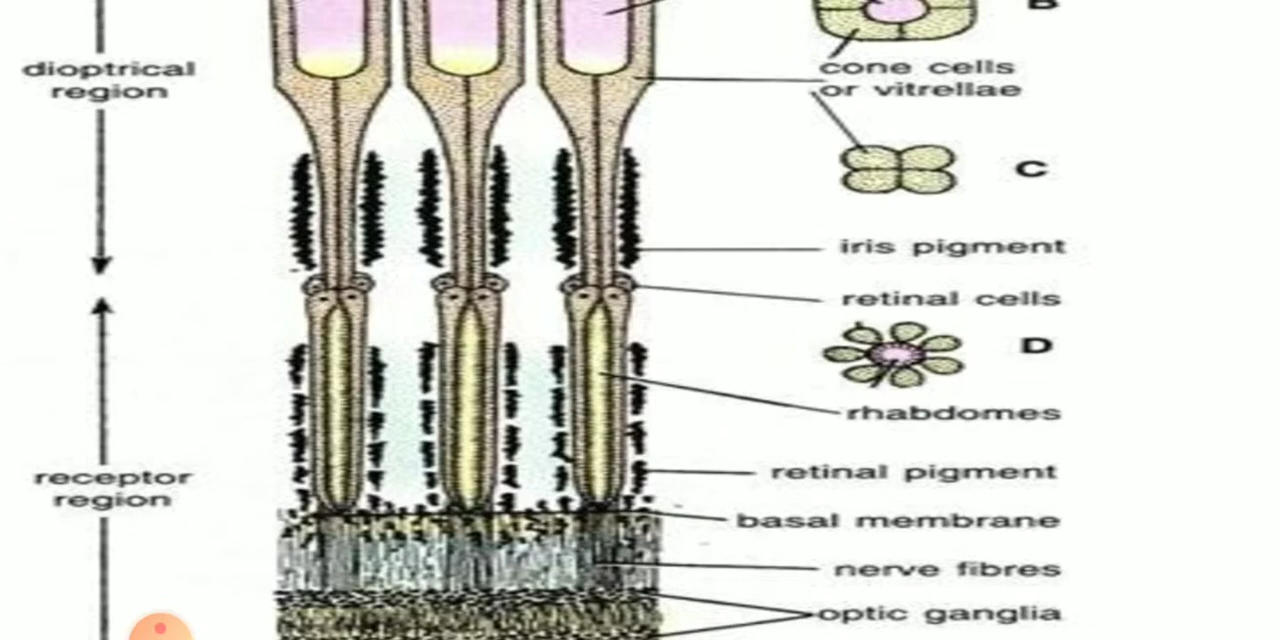 B
dioptrical
region
cone cells
or vitrellae
C
iris pigment
retinal cells
D
rhabdomes
receptor
region
retinal pigment
basal membrane
nerve fibres
optic ganglia